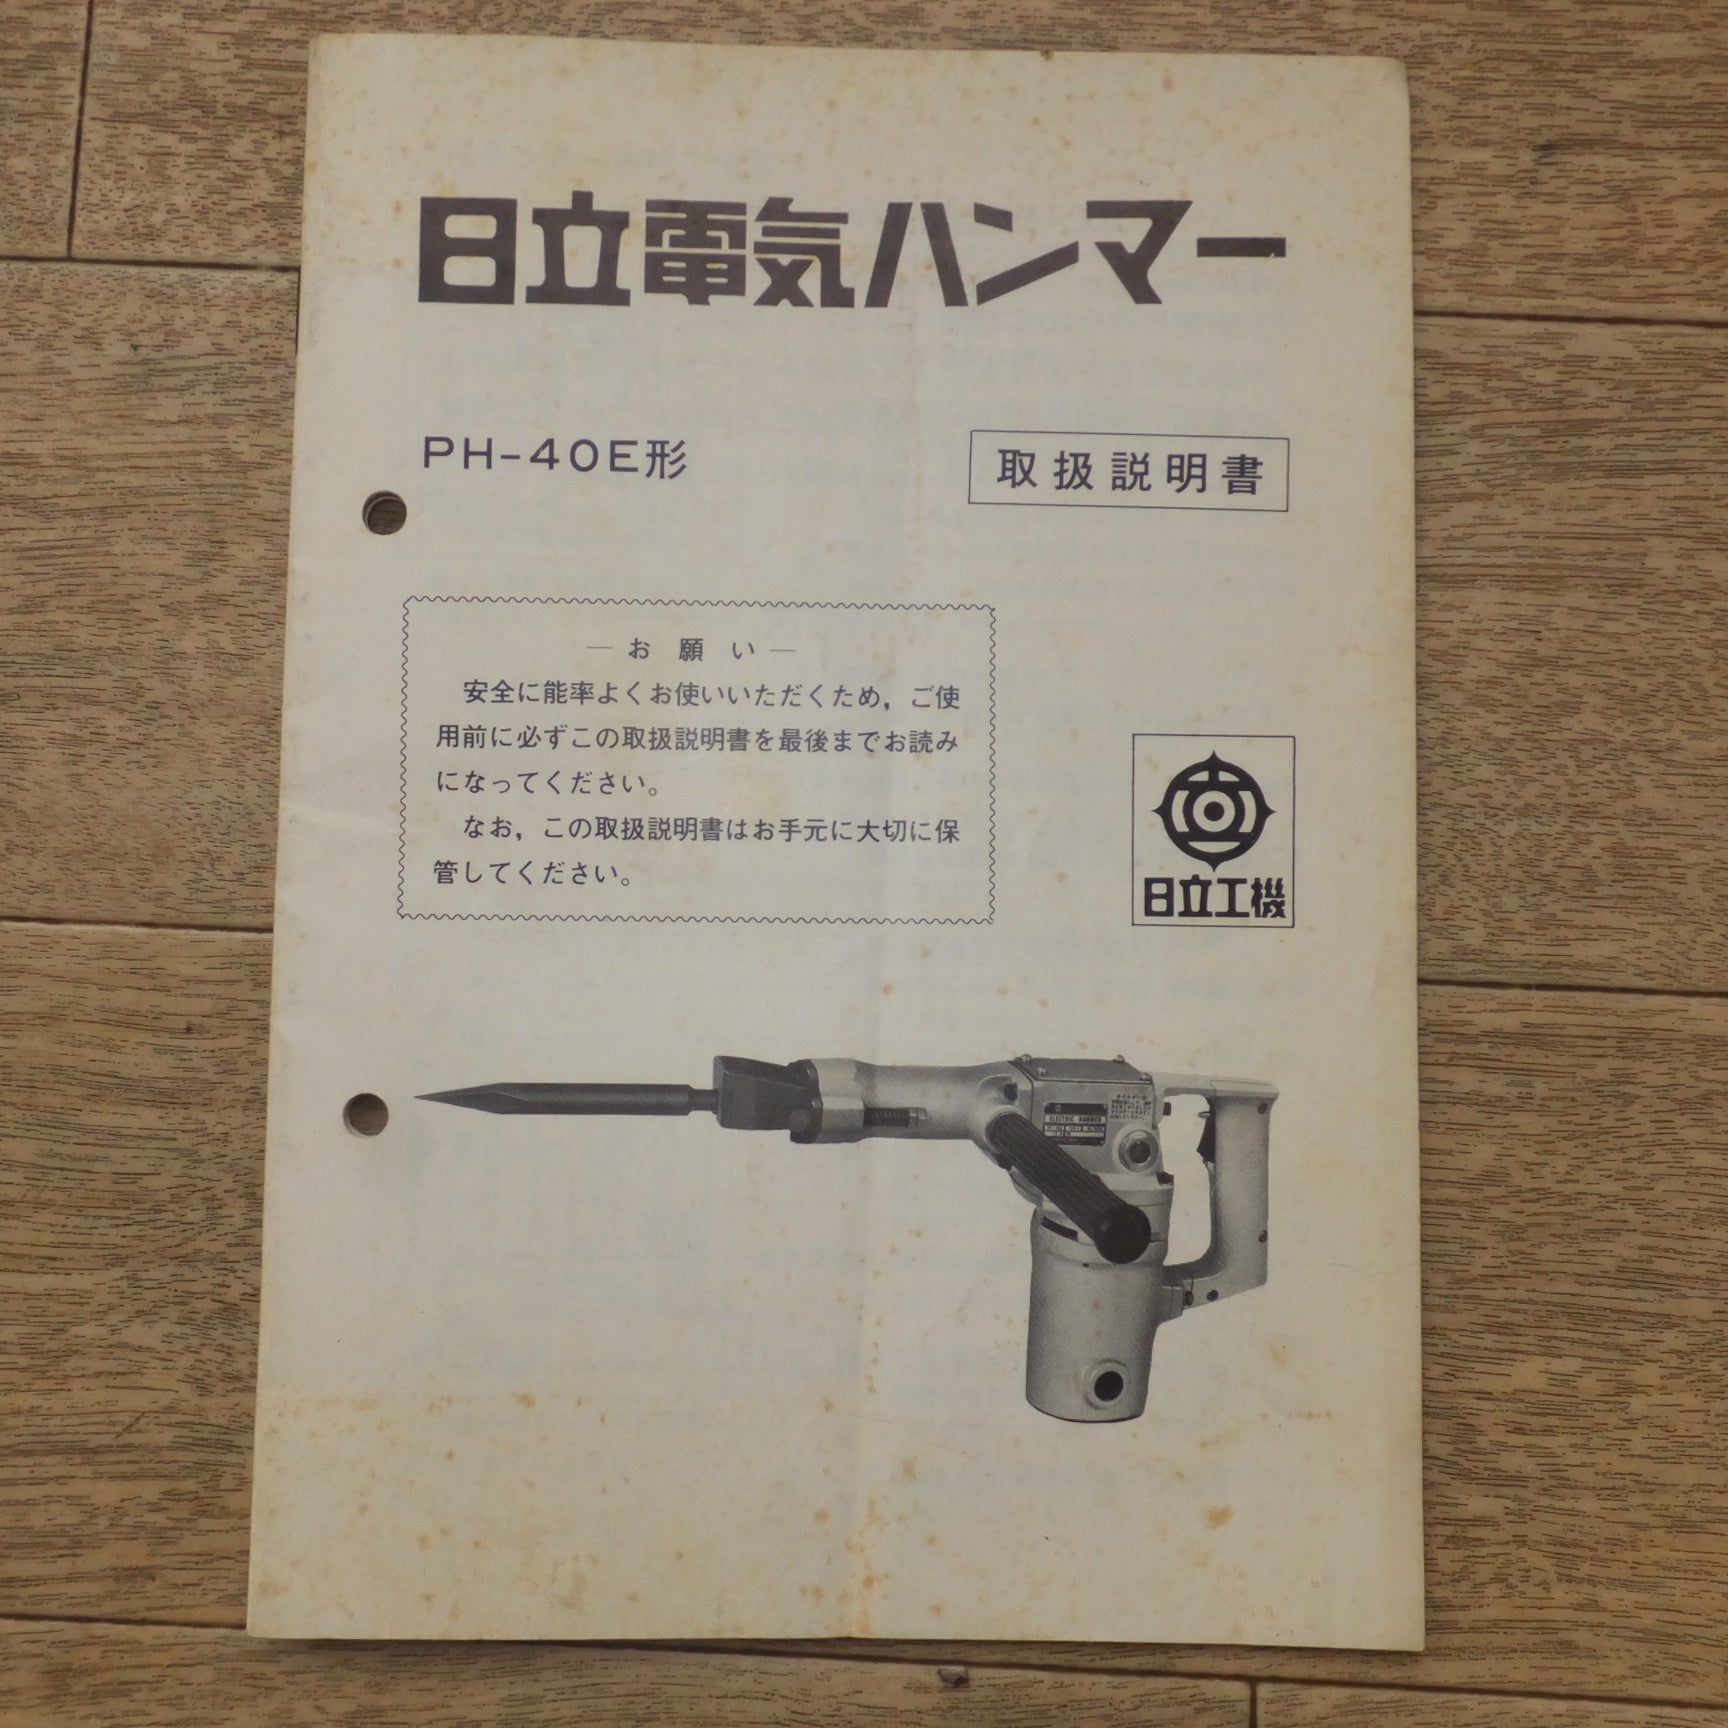 日立電気ハンマー
PH-40E形
取扱説明書
―お願い―
安全に能率よくお使いいただくため，ご使
用前に必ずこの取扱説明書を最後までお読み
になってください。
なお，この取扱説明書はお手元に大切に保
管してください。
日立工機
ELECTRIC HAMMER